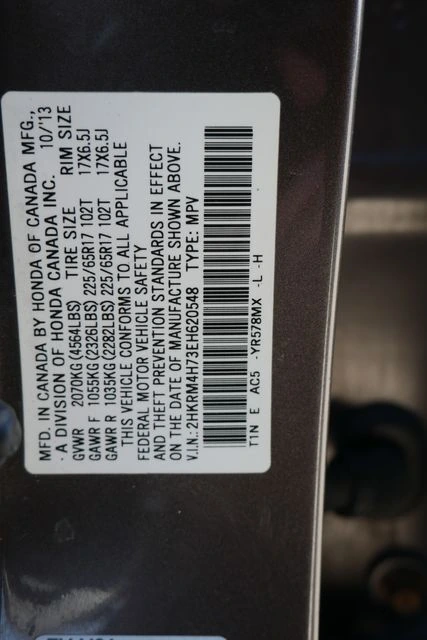 MFD. IN CANADA BY HONDA OF CANADA MFG.,
A DIVISION OF HONDA CANADA INC. 10/13
GVWR 2070KG(4564LBS) TIRE SIZE RIM SIZE
GAWR F 1055KG(2326LBS)225/65R17 102T 17X6.5J
GAWR R 1035KG(2282LBS)225/65R17 102T 17X6.5J
THIS VEHICLE CONFORMS TO ALL APPLICABLE
FEDERAL MOTOR VEHICLE SAFETY
AND THEFT PREVENTION STANDARDS IN EFFECT
ON THE DATE OF MANUFACTURE SHOWN ABOVE.
V.I.N.: 2HKRM4H73EH620548 TYPE: MPV
T1N E AC5 -YR578MX -L -H